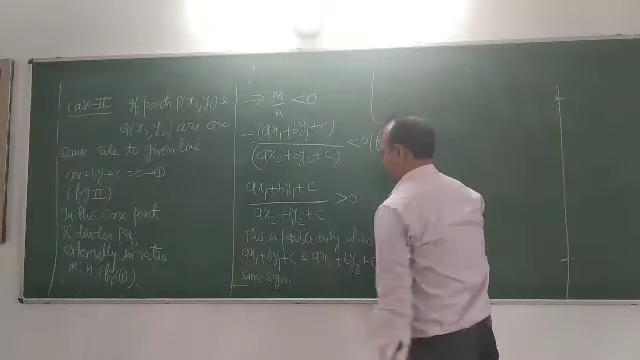 Case-II If points P(x₁,y₁) &
Q(x₂,y₂) are one
same side to given line
ax+by+c=0—①
(fig II)
In this case point
R divides PQ
externally in ratio
m:n (fig II).
⇒ m/n <0
-(ax₁+by₁+c)/(ax₂+by₂+c) <0
ax₁+by₁+c/ax₂+by₂+c >0
This is possible only when
ax₁+by₁+c & ax₂+by₂+c
same sign.